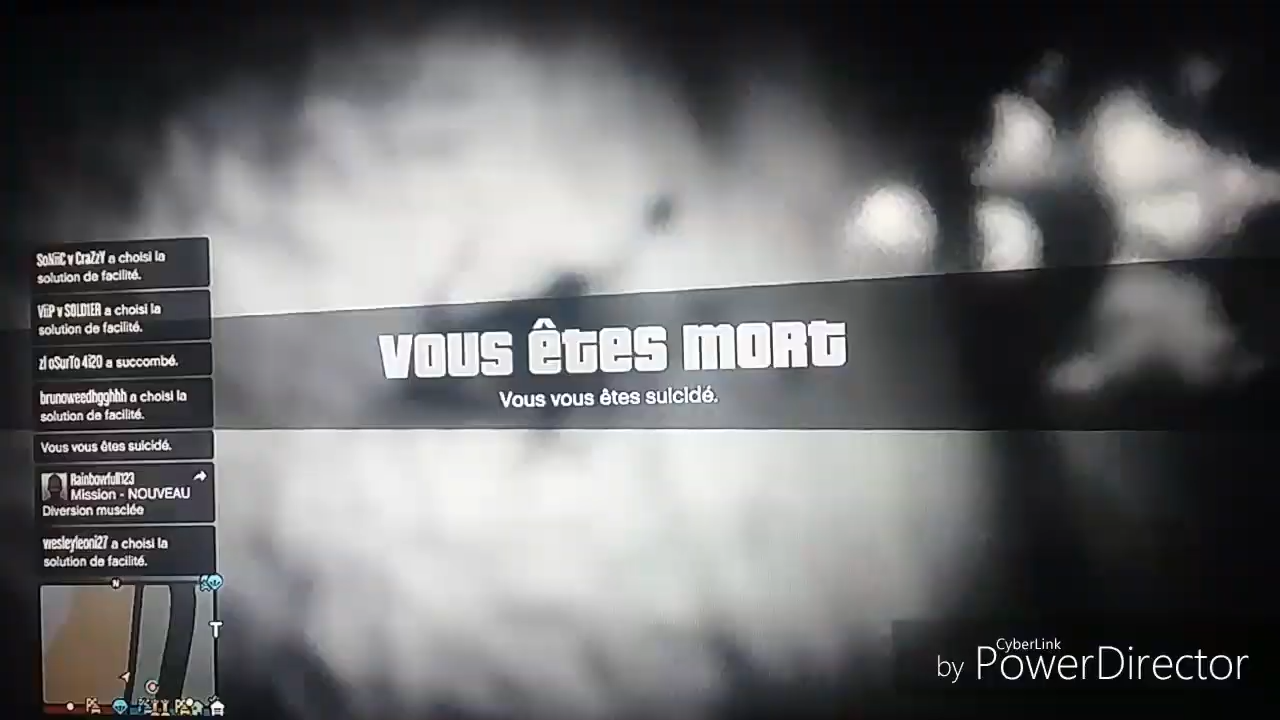 SoNiiC v CraZzY a choisi la
solution de facilité.
ViiP v SOLD1ER a choisi la
solution de facilité.
zl oSurTo 4i20 a succombé.
brunoweedhgghhh a choisi la
solution de facilité.
Vous vous êtes suicidé.
Rainbowfull123
Mission - NOUVEAU
Diversion musclée
wesleyleoni27 a choisi la
solution de facilité.
N
T
vous êtes mort
Vous vous êtes suicidé.
CyberLink
by PowerDirector